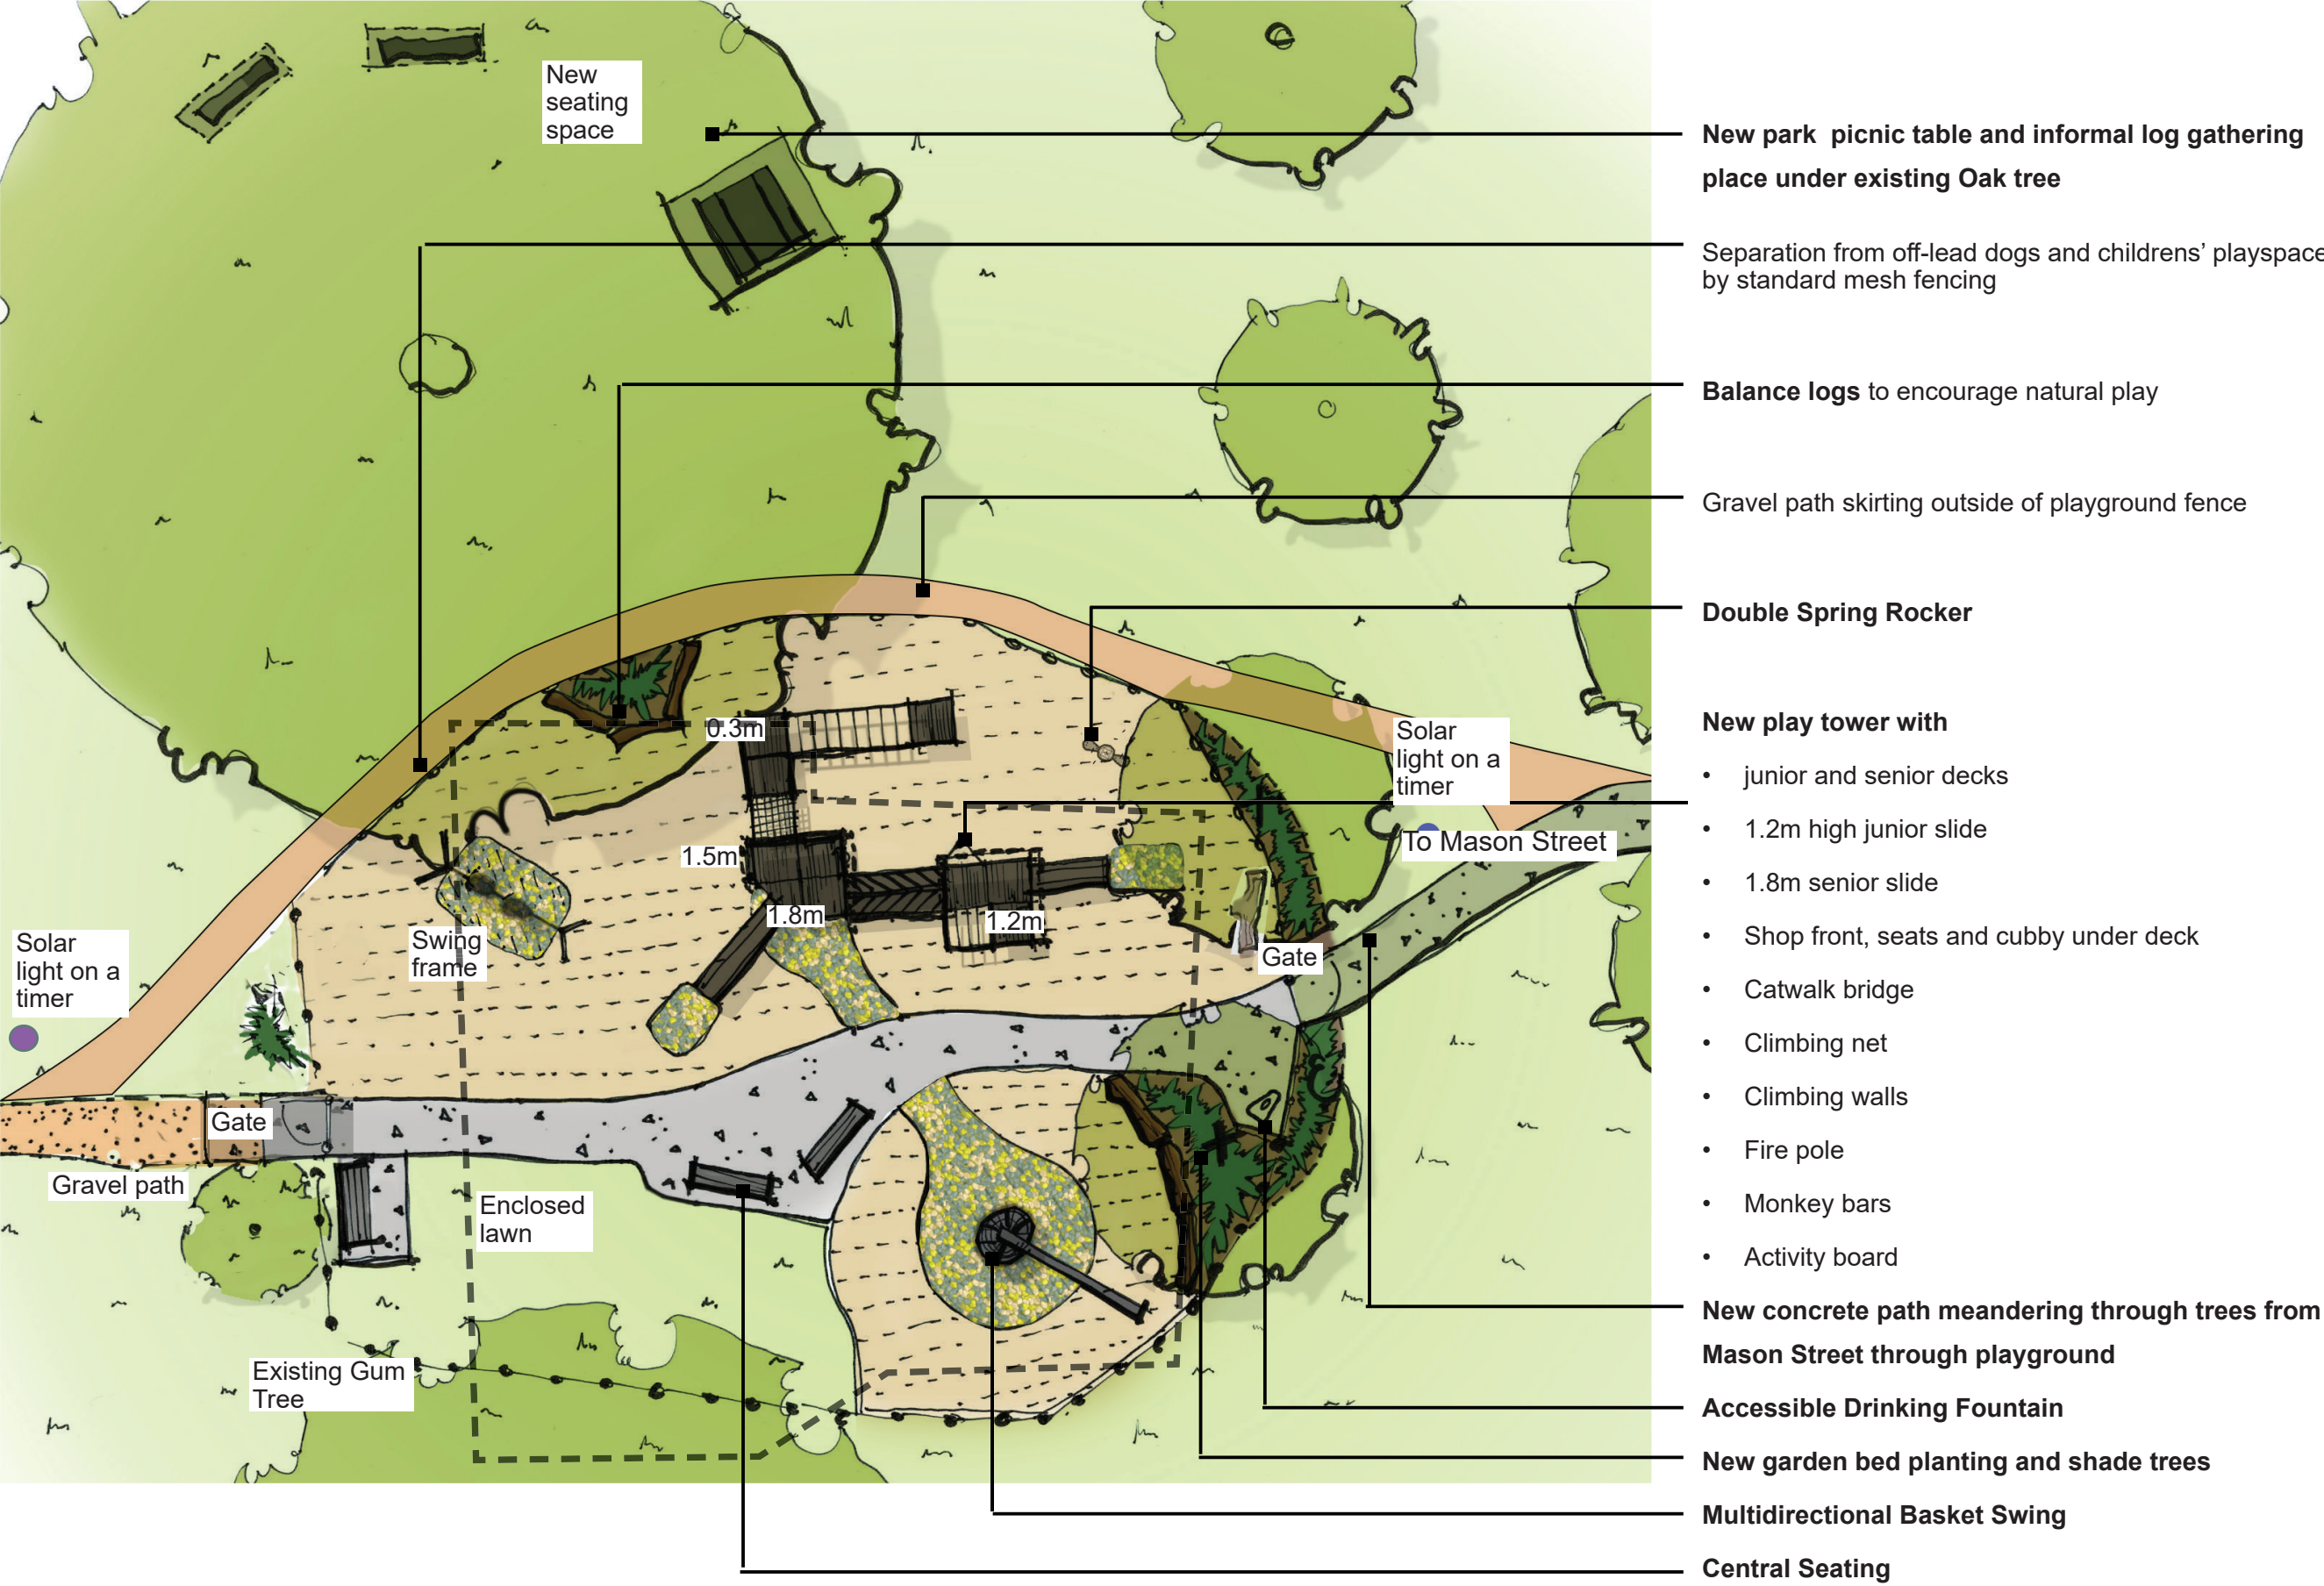 New
seating
space
New park  picnic table and informal log gathering
place under existing Oak tree
Separation from off-lead dogs and childrens’ playspace
by standard mesh fencing
Balance logs to encourage natural play
Gravel path skirting outside of playground fence
Double Spring Rocker
New play tower with
• junior and senior decks
• 1.2m high junior slide
• 1.8m senior slide
• Shop front, seats and cubby under deck
• Catwalk bridge
• Climbing net
• Climbing walls
• Fire pole
• Monkey bars
• Activity board
New concrete path meandering through trees from
Mason Street through playground
Accessible Drinking Fountain
New garden bed planting and shade trees
Multidirectional Basket Swing
Central Seating
0.3m
Solar
light on a
timer
To Mason Street
1.5m
1.8m
1.2m
Swing
frame
Gate
Solar
light on a
timer
Gate
Gravel path
Enclosed
lawn
Existing Gum
Tree